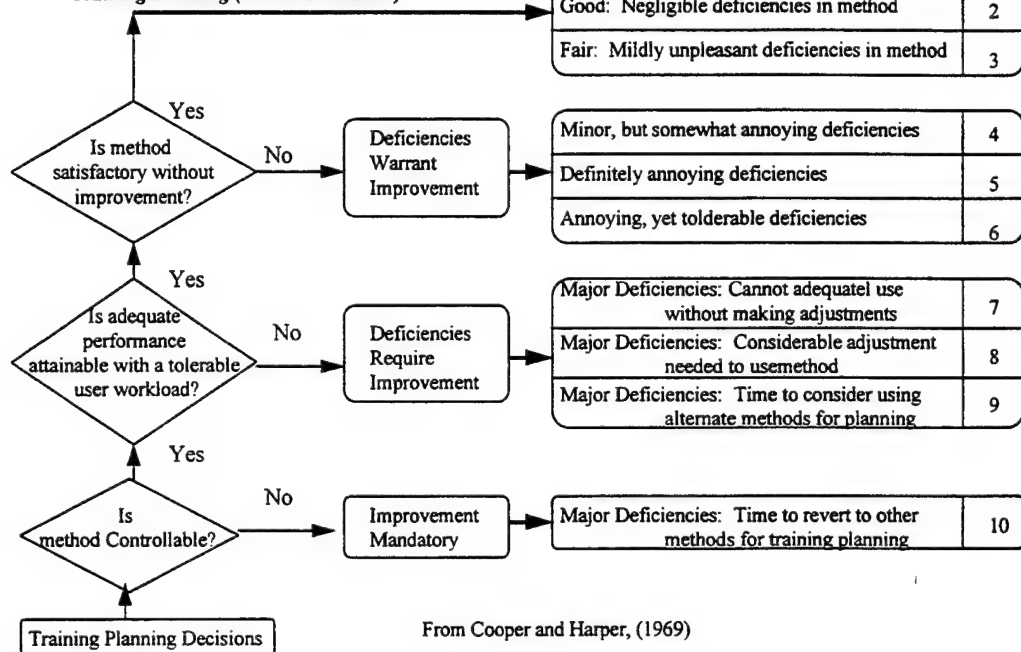 Good: Negligible deficiencies in method
2
Fair: Mildly unpleasant deficiencies in method
3
Yes
Is method
satisfactory without
improvement?
No
Deficiencies
Warrant
Improvement
Minor, but somewhat annoying deficiencies
4
Definitely annoying deficiencies
5
Annoying, yet tolderable deficiencies
6
Yes
Is adequate
performance
attainable with a tolerable
user workload?
No
Deficiencies
Require
Improvement
Major Deficiencies: Cannot adequatel use
without making adjustments
7
Major Deficiencies: Considerable adjustment
needed to usemethod
8
Major Deficiencies: Time to consider using
alternate methods for planning
9
Yes
Is
method Controllable?
No
Improvement
Mandatory
Major Deficiencies: Time to revert to other
methods for training planning
10
Training Planning Decisions
From Cooper and Harper, (1969)